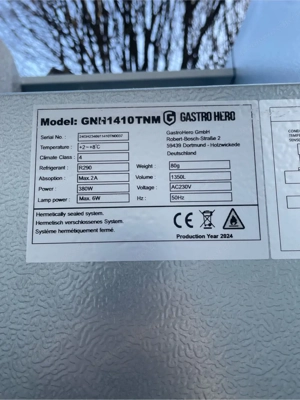 Model: GNH1410TNM GASTRO HERO
Serial No.:
GastroHero GmbH
Robert-Bosch-Straße 2
59439 Dortmund - Holzwickede
Deutschland
Temperature: +2~+8℃
Climate Class: 4
Refrigerant: R290
Weight: 80g
Absoption: Max. 2A
Volume: 1350L
Power: 380W
Voltage: AC230V
Lamp power: Max. 6W
Hz: 50Hz
Hermetically sealed system.
Hermetisch verschlossenes System.
Système hermétiquement fermé.
CE
Production Year 2024